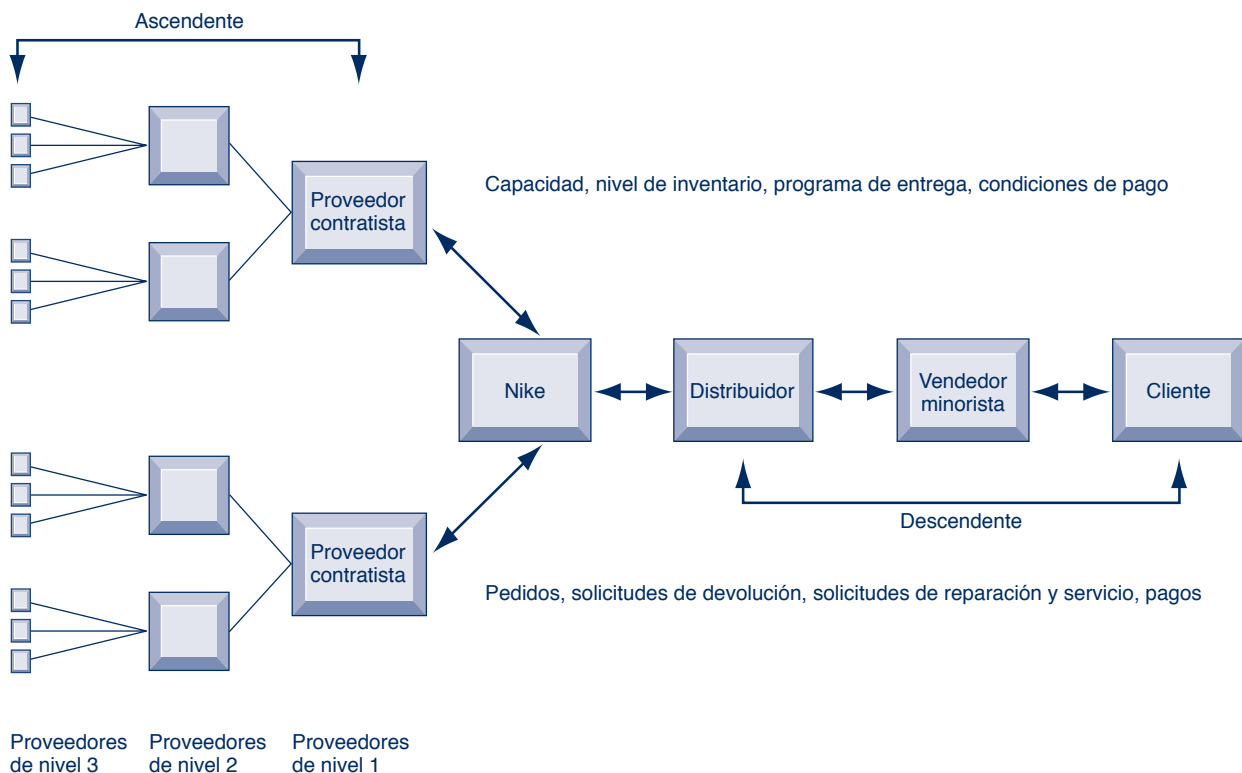 Ascendente
Proveedor
contratista
Capacidad, nivel de inventario, programa de entrega, condiciones de pago
Nike
Distribuidor
Vendedor
minorista
Cliente
Descendente
Proveedor
contratista
Pedidos, solicitudes de devolución, solicitudes de reparación y servicio, pagos
Proveedores
de nivel 3
Proveedores
de nivel 2
Proveedores
de nivel 1